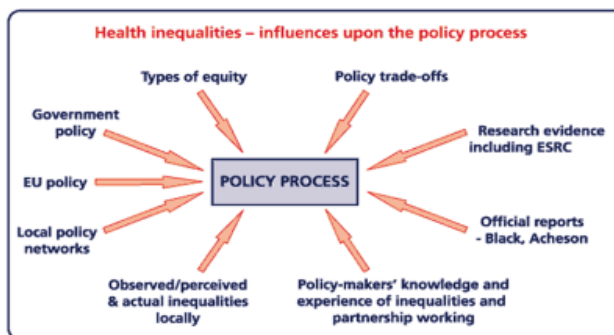 Health inequalities – influences upon the policy process
Types of equity
Policy trade-offs
Government
policy
Research evidence
including ESRC
EU policy
POLICY PROCESS
Local policy
networks
Official reports
- Black, Acheson
Observed/perceived
& actual inequalities
locally
Policy-makers' knowledge and
experience of inequalities and
partnership working